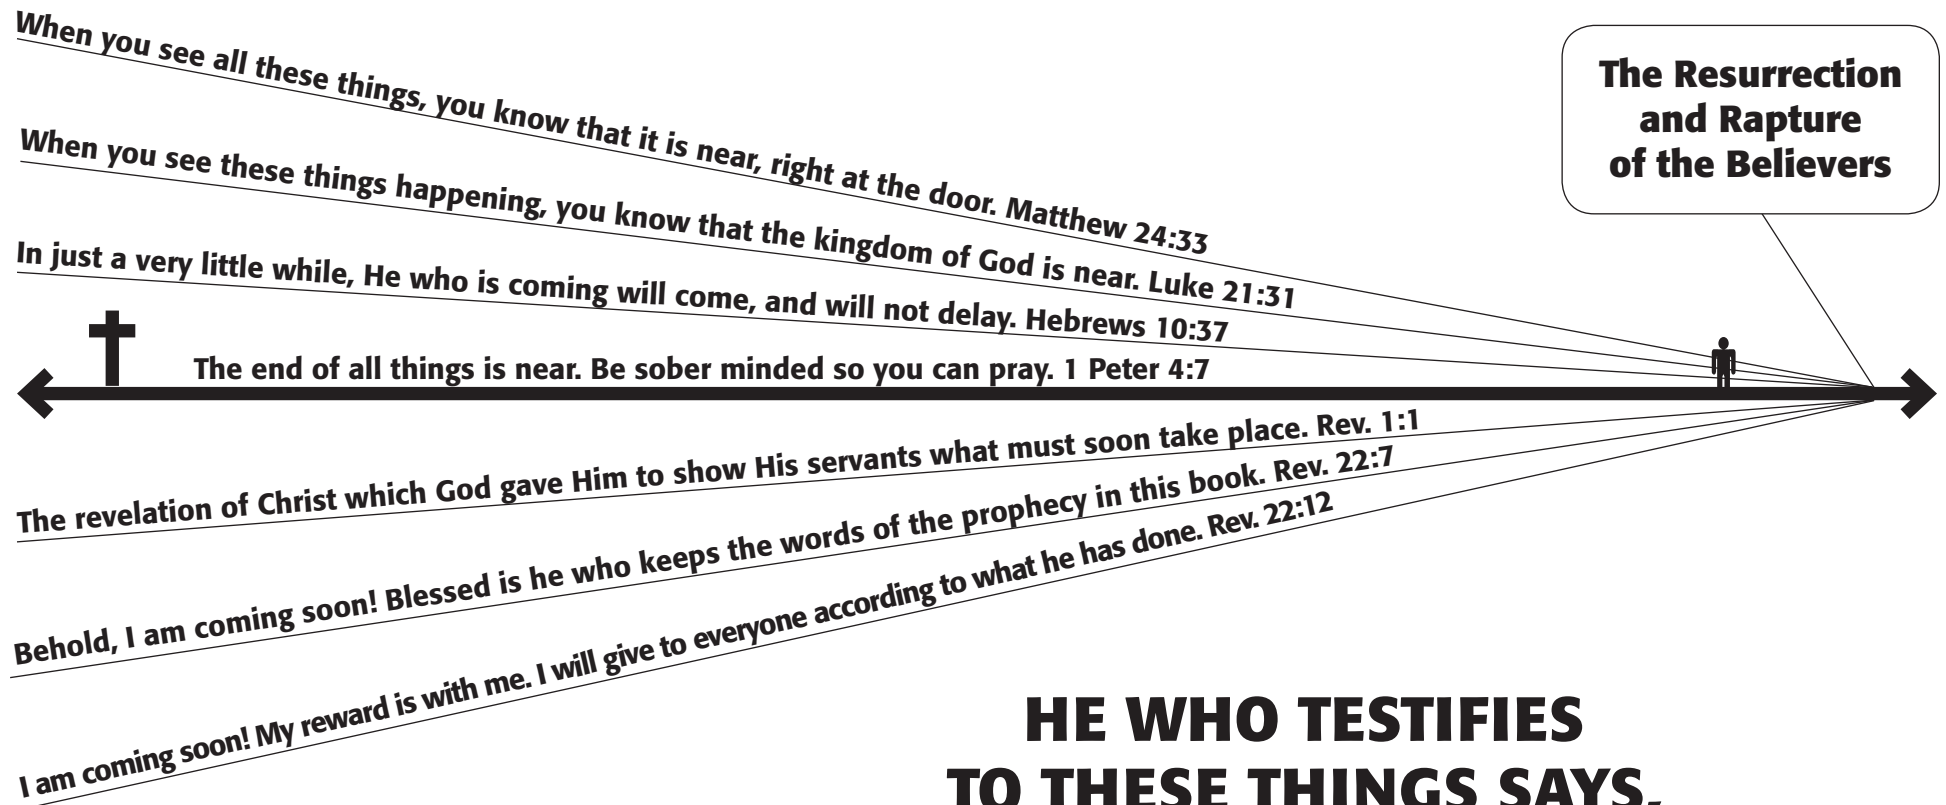 When you see all these things, you know that it is near, right at the door. Matthew 24:33
When you see these things happening, you know that the kingdom of God is near. Luke 21:31
In just a very little while, He who is coming will come, and will not delay. Hebrews 10:37
The end of all things is near. Be sober minded so you can pray. 1 Peter 4:7
The Resurrection
and Rapture
of the Believers
The revelation of Christ which God gave Him to show His servants what must soon take place. Rev. 1:1
Behold, I am coming soon! Blessed is he who keeps the words of the prophecy in this book. Rev. 22:7
I am coming soon! My reward is with me. I will give to everyone according to what he has done. Rev. 22:12
HE WHO TESTIFIES
TO THESE THINGS SAYS,